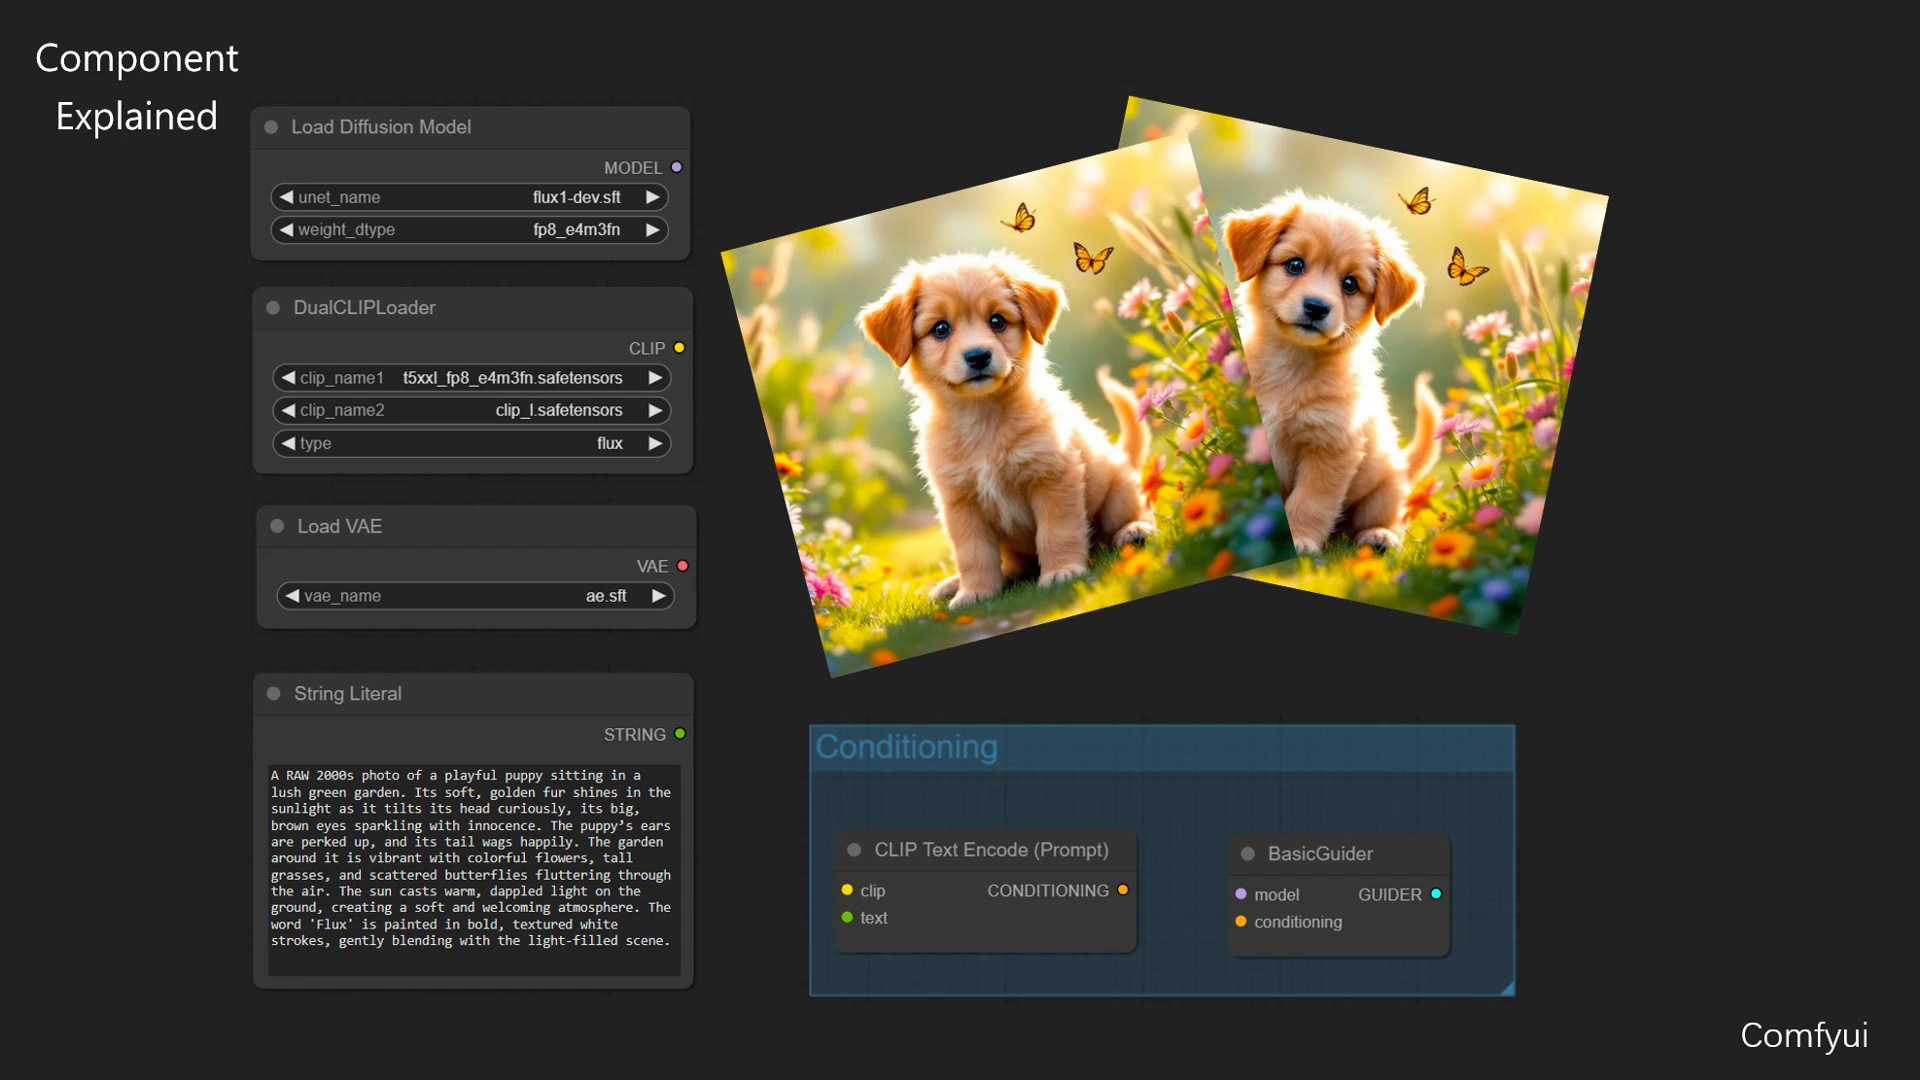 Component
Explained
Load Diffusion Model
MODEL
unet_name flux1-dev.sft
weight_dtype fp8_e4m3fn
DualCLIPLoader
CLIP
clip_name1 t5xxl_fp8_e4m3fn.safetensors
clip_name2 clip_l.safetensors
type flux
Load VAE
VAE
vae_name ae.sft
String Literal
STRING
A RAW 2000s photo of a playful puppy sitting in a
lush green garden. Its soft, golden fur shines in the
sunlight as it tilts its head curiously, its big,
brown eyes sparkling with innocence. The puppy’s ears
are perked up, and its tail wags happily. The garden
around it is vibrant with colorful flowers, tall
grasses, and scattered butterflies fluttering through
the air. The sun casts warm, dappled light on the
ground, creating a soft and welcoming atmosphere. The
word 'Flux' is painted in bold, textured white
strokes, gently blending with the light-filled scene.
Conditioning
CLIP Text Encode (Prompt)
clip CONDITIONING
text
BasicGuider
model GUIDER
conditioning
Comfyui